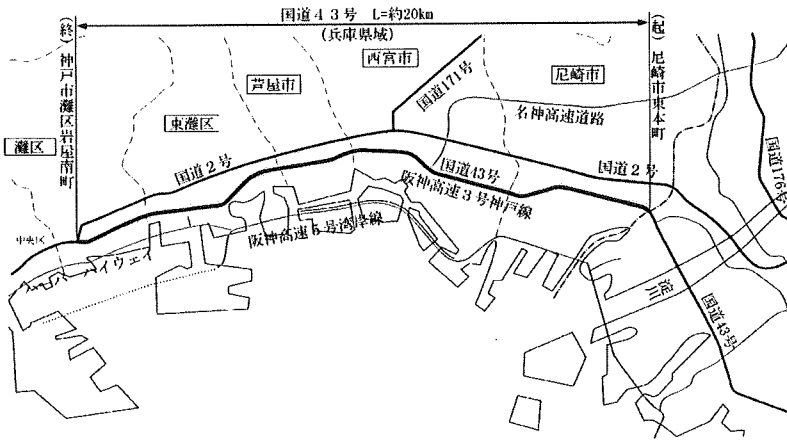 国道43号 L=約20km
(兵庫県域)
(終) 神戸市灘区岩屋南町
(起) 尼崎市東本町
西宮市
尼崎市
芦屋市
東灘区
灘区
国道171号
名神高速道路
国道2号
国道43号
国道2号
阪神高速3号神戸線
国道176号
中央区
阪神高速5号湾岸線
ハーバーハイウェイ
淀川
国道43号